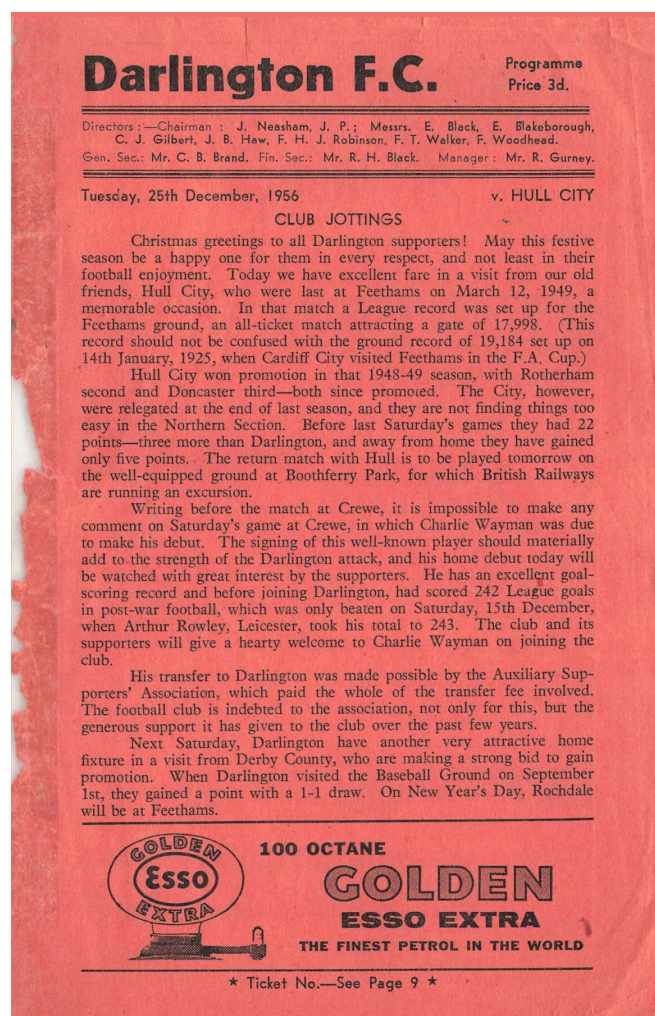 Darlington F.C.
Programme
Price 3d.
Directors :—Chairman : J. Neasham, J. P.; Messrs. E. Black, E. Blakeborough,
C. J. Gilbert, J. B. Haw, F. H. J. Robinson, F. T. Walker, F. Woodhead.
Gen. Sec.: Mr. C. B. Brand. Fin. Sec.: Mr. R. H. Black. Manager : Mr. R. Gurney.
Tuesday, 25th December, 1956 v. HULL CITY
CLUB JOTTINGS
Christmas greetings to all Darlington supporters! May this festive
season be a happy one for them in every respect, and not least in their
football enjoyment. Today we have excellent fare in a visit from our old
friends, Hull City, who were last at Feethams on March 12, 1949, a
memorable occasion. In that match a League record was set up for the
Feethams ground, an all-ticket match attracting a gate of 17,998. (This
record should not be confused with the ground record of 19,184 set up on
14th January, 1925, when Cardiff City visited Feethams in the F.A. Cup.)
Hull City won promotion in that 1948-49 season, with Rotherham
second and Doncaster third—both since promoted. The City, however,
were relegated at the end of last season, and they are not finding things too
easy in the Northern Section. Before last Saturday's games they had 22
points—three more than Darlington, and away from home they have gained
only five points. The return match with Hull is to be played tomorrow on
the well-equipped ground at Boothferry Park, for which British Railways
are running an excursion.
Writing before the match at Crewe, it is impossible to make any
comment on Saturday's game at Crewe, in which Charlie Wayman was due
to make his debut. The signing of this well-known player should materially
add to the strength of the Darlington attack, and his home debut today will
be watched with great interest by the supporters. He has an excellent goal-
scoring record and before joining Darlington, had scored 242 League goals
in post-war football, which was only beaten on Saturday, 15th December,
when Arthur Rowley, Leicester, took his total to 243. The club and its
supporters will give a hearty welcome to Charlie Wayman on joining the
club.
His transfer to Darlington was made possible by the Auxiliary Sup-
porters' Association, which paid the whole of the transfer fee involved.
The football club is indebted to the association, not only for this, but the
generous support it has given to the club over the past few years.
Next Saturday, Darlington have another very attractive home
fixture in a visit from Derby County, who are making a strong bid to gain
promotion. When Darlington visited the Baseball Ground on September
1st, they gained a point with a 1-1 draw. On New Year's Day, Rochdale
will be at Feethams.
GOLDEN
Esso
EXTRA
100 OCTANE
GOLDEN
ESSO EXTRA
THE FINEST PETROL IN THE WORLD
★ Ticket No.—See Page 9 ★